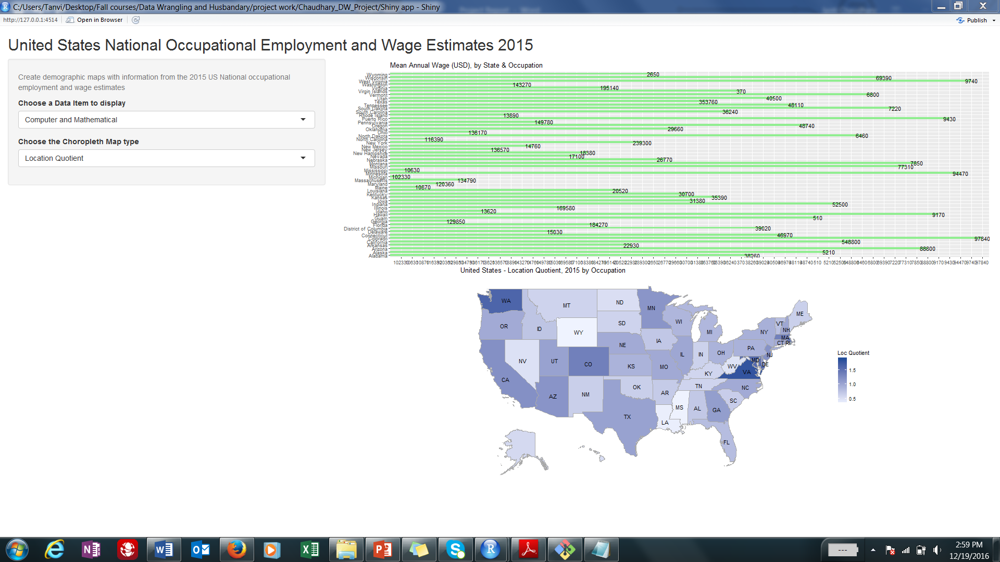 C:/Users/Tanvi/Desktop/Fall courses/Data Wrangling and Husbandary/project work/Chaudhary_DW_Project/Shiny app - Shiny
http://127.0.0.1:4514 Open in Browser Publish
United States National Occupational Employment and Wage Estimates 2015
Create demographic maps with information from the 2015 US National occupational
employment and wage estimates
Choose a Data Item to display
Computer and Mathematical
Choose the Choropleth Map type
Location Quotient
Mean Annual Wage (USD), by State & Occupation
Wyoming 2650
Wisconsin 69390
West Virginia 9740
Washington 143270
Virginia 195140
Virgin Islands 370
Vermont 6800
Utah 40500
Texas 353760
Tennessee 48110
South Dakota 7220
South Carolina 36240
Rhode Island 13890
Puerto Rico 9430
Pennsylvania 149780
Oregon 48740
Oklahoma 29660
Ohio 136170
North Dakota 6460
North Carolina 116390
New York 239300
New Mexico 14760
New Jersey 136570
New Hampshire 18380
Nevada 17100
Nebraska 26770
Montana 7850
Missouri 77310
Mississippi 10630
Minnesota 94470
Michigan 102330
Massachusetts 134790
Maryland 120360
Maine 10870
Louisiana 20520
Kentucky 30700
Kansas 35390
Iowa 31380
Indiana 52500
Illinois 169580
Idaho 13620
Hawaii 9170
Guam 510
Georgia 129850
Florida 184270
District of Columbia 39020
Delaware 15030
Connecticut 46970
Colorado 97840
California 548800
Arkansas 22930
Arizona 88800
Alaska 5210
Alabama 38260
United States - Location Quotient, 2015 by Occupation
WA MT ND MN ME
OR ID WY SD WI MI NY VT NH
MA CT RI
NV UT CO NE IA IL IN OH PA NJ
KS MO KY WV MD DE VA
CA AZ NM OK AR TN NC SC
TX LA MS AL GA FL
Loc Quotient
1.5
1.0
0.5
2:59 PM
12/19/2016